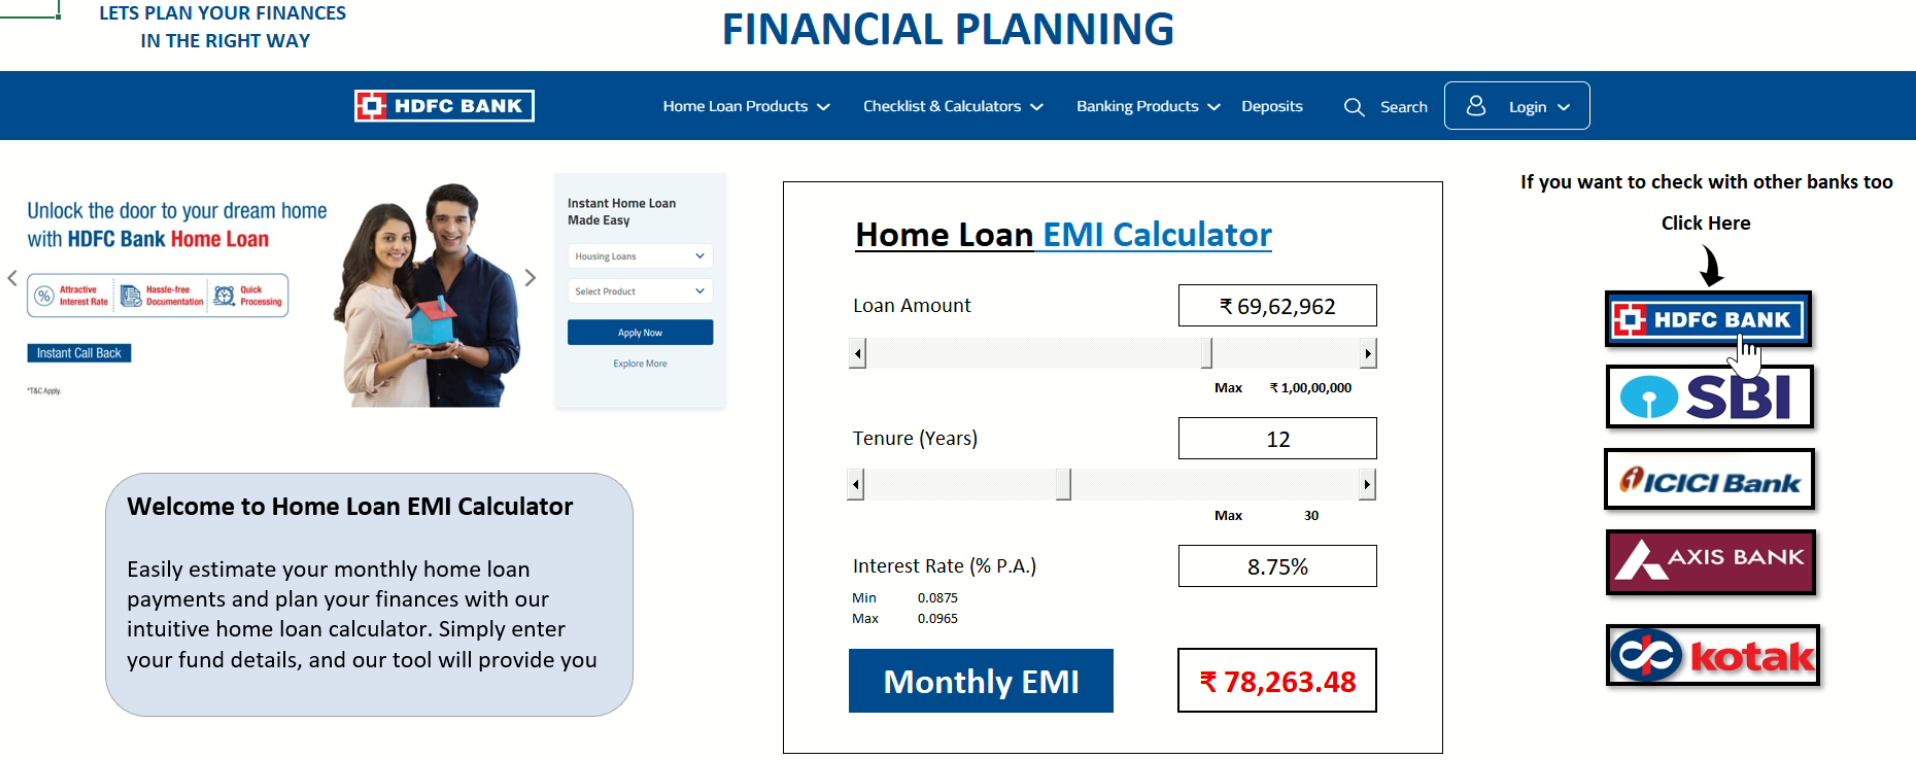 LETS PLAN YOUR FINANCES
IN THE RIGHT WAY
FINANCIAL PLANNING
HDFC BANK
Home Loan Products
Checklist & Calculators
Banking Products
Deposits
Search
Login
Unlock the door to your dream home
with HDFC Bank Home Loan
Attractive
Interest Rate
Hassle-free
Documentation
Quick
Processing
Instant Call Back
*T&C Apply.
Instant Home Loan
Made Easy
Housing Loans
Select Product
Apply Now
Explore More
Welcome to Home Loan EMI Calculator
Easily estimate your monthly home loan
payments and plan your finances with our
intuitive home loan calculator. Simply enter
your fund details, and our tool will provide you
Home Loan EMI Calculator
Loan Amount ₹ 69,62,962
Max ₹ 1,00,00,000
Tenure (Years) 12
Max 30
Interest Rate (% P.A.) 8.75%
Min 0.0875
Max 0.0965
Monthly EMI ₹ 78,263.48
If you want to check with other banks too
Click Here
HDFC BANK
SBI
ICICI Bank
AXIS BANK
kotak